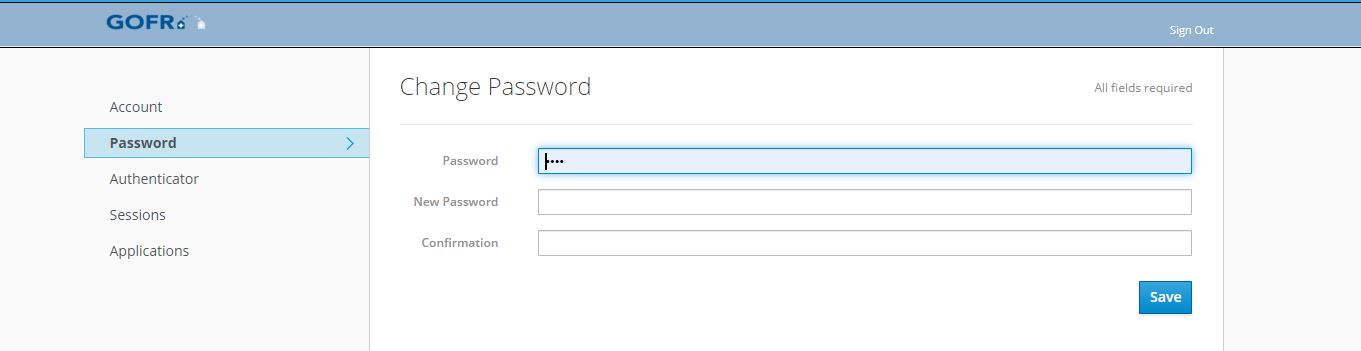 GOFR
Sign Out
Account
Password
Authenticator
Sessions
Applications
Change Password
All fields required
Password
••••
New Password
Confirmation
Save